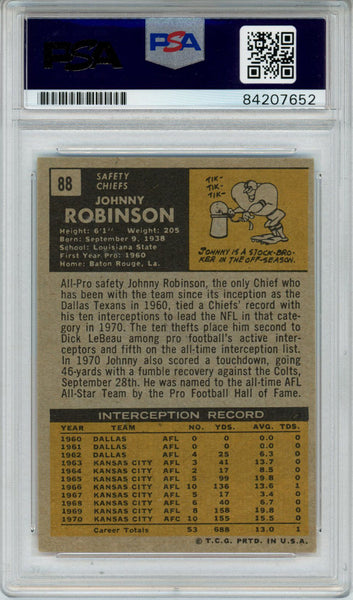 PSA
PSA
84207652
88
SAFETY
CHIEFS
JOHNNY
ROBINSON
Height: 6'1" Weight: 205
Born: September 9, 1938
School: Louisiana State
First Year Pro: 1960
Home: Baton Rouge, La.
TIK-
TIK-
TIK-
JOHNNY IS A STOCK-BRO-
KER IN THE OFF-SEASON.
All-Pro safety Johnny Robinson, the only Chief
who has been with the team since its inception as the
Dallas Texans in 1960, tied a Chiefs' record with
his ten interceptions to lead the NFL in that cate-
gory in 1970. The ten thefts place him second to
Dick LeBeau among pro football's active inter-
ceptors and fifth on the all-time interception list.
In 1970 Johnny also scored a touchdown, going
46-yards with a fumble recovery against the Colts,
September 28th. He was named to the all-time AFL
All-Star Team by the Pro Football Hall of Fame.
INTERCEPTION RECORD
YEAR TEAM NO. YDS. AVG. TDS
1960 DALLAS AFL 0 0 0.0 0
1961 DALLAS AFL 0 0 0.0 0
1962 DALLAS AFL 4 25 6.3 0
1963 KANSAS CITY AFL 3 41 13.7 0
1964 KANSAS CITY AFL 2 17 8.5 0
1965 KANSAS CITY AFL 5 99 19.8 0
1966 KANSAS CITY AFL 10 136 13.6 1
1967 KANSAS CITY AFL 5 17 3.4 0
1968 KANSAS CITY AFL 6 40 6.7 0
1969 KANSAS CITY AFL 8 158 19.8 0
1970 KANSAS CITY AFC 10 155 15.5 0
Career Totals 53 688 13.0 1
© T.C.G. PRTD. IN U.S.A.